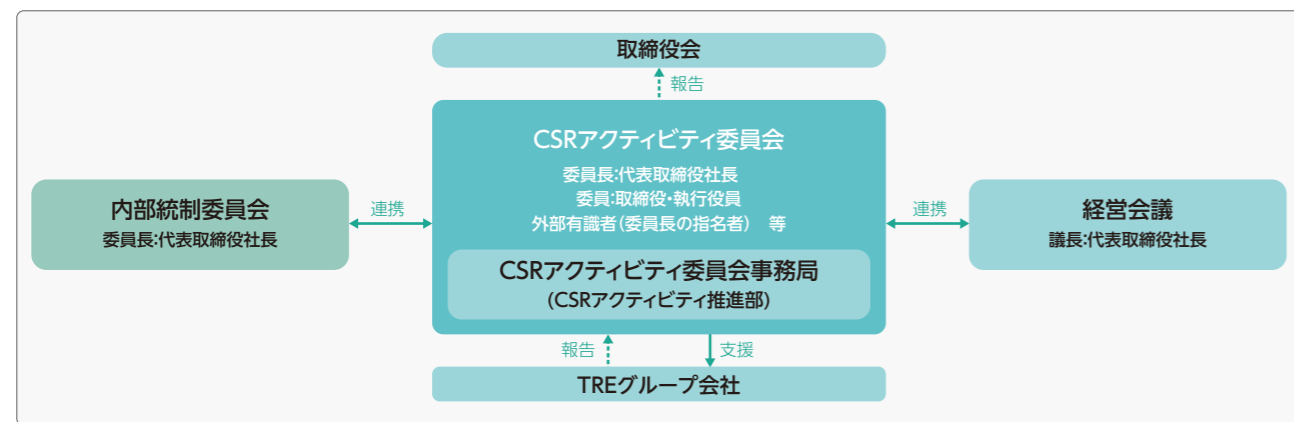 取締役会
報告
CSRアクティビティ委員会
委員長:代表取締役社長
委員:取締役・執行役員
外部有識者(委員長の指名者) 等
内部統制委員会
委員長:代表取締役社長
連携
連携
経営会議
議長:代表取締役社長
CSRアクティビティ委員会事務局
(CSRアクティビティ推進部)
報告
支援
TREグループ会社